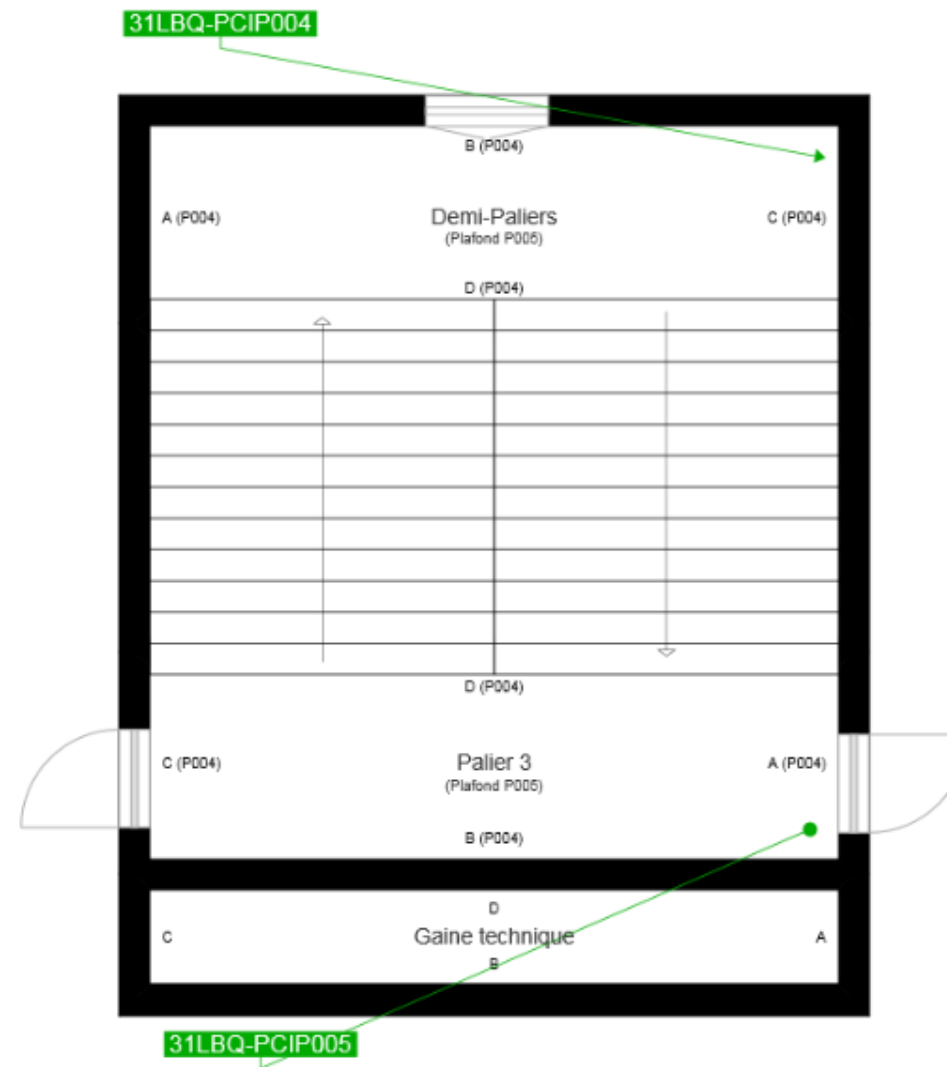 31LBQ-PCIP004
B (P004)
A (P004)
Demi-Paliers
C (P004)
(Plafond P005)
D (P004)
D (P004)
C (P004)
Palier 3
A (P004)
(Plafond P005)
B (P004)
D
C
Gaine technique
A
B
31LBQ-PCIP005